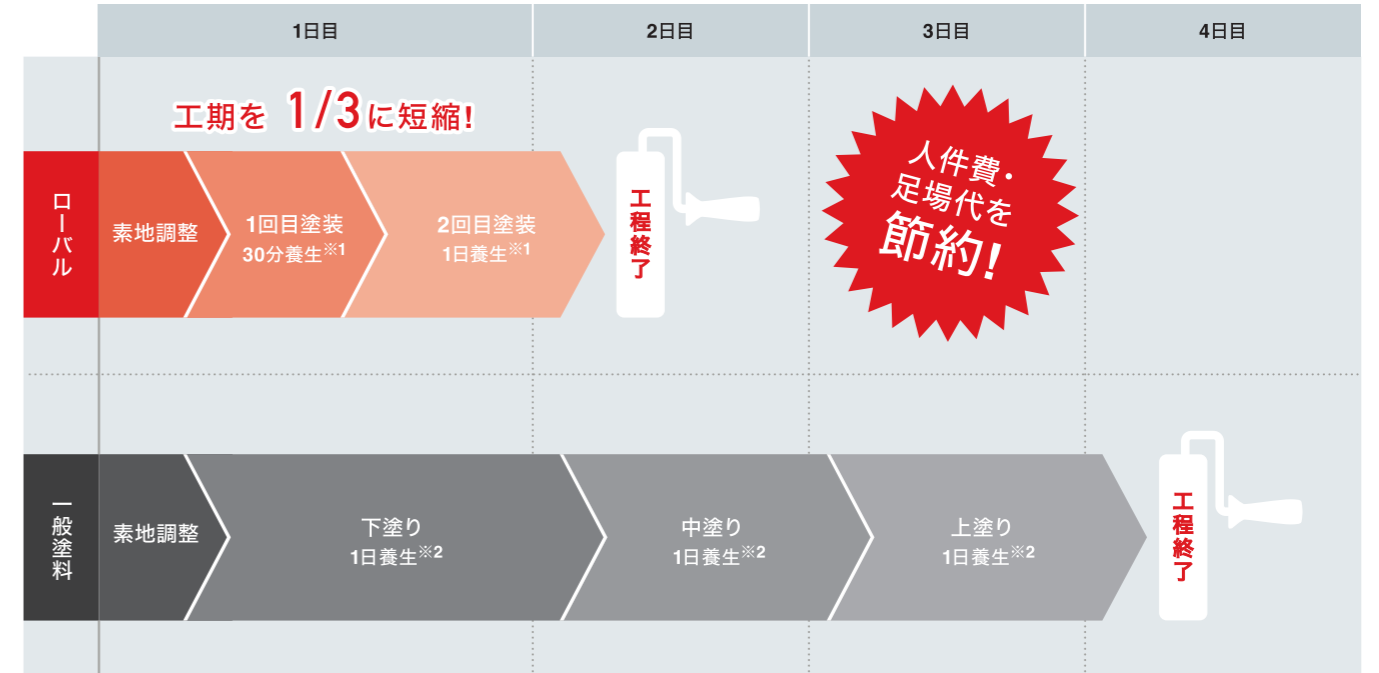 1日目
2日目
3日目
4日目
工期を 1/3に短縮!
ローバル
素地調整
1回目塗装
30分養生※1
2回目塗装
1日養生※1
工程終了
人件費・
足場代を
節約!
一般塗料
素地調整
下塗り
1日養生※2
中塗り
1日養生※2
上塗り
1日養生※2
工程終了